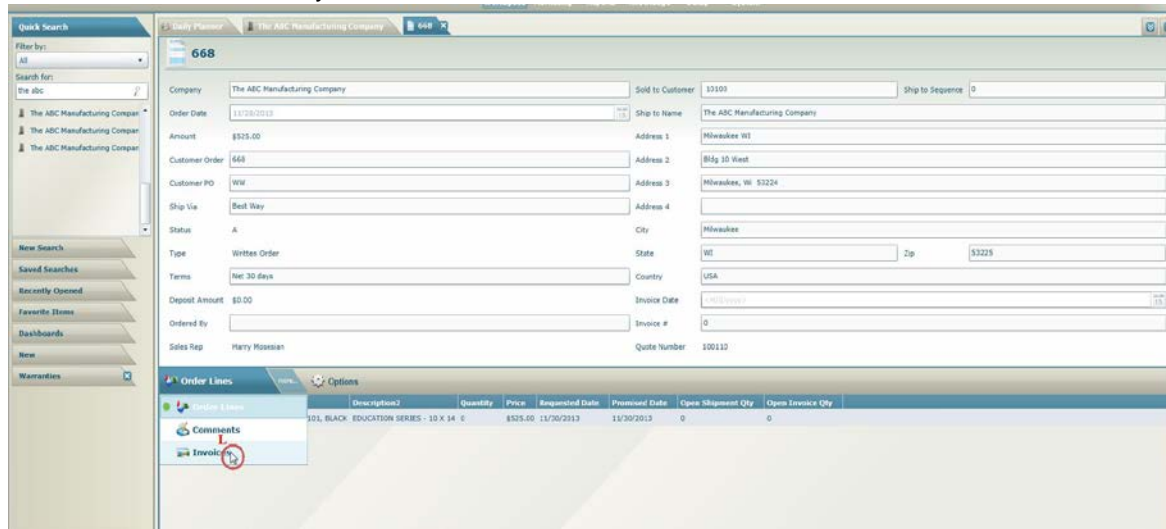 Quick Search
Daily Planner
The ABC Manufacturing Company
668
Filter by:
All
668
Search for:
the abc
Company The ABC Manufacturing Company Sold to Customer 10100 Ship to Sequence 0
The ABC Manufacturing Compan
Order Date 11/28/2013 Ship to Name The ABC Manufacturing Company
The ABC Manufacturing Compan
Amount $525.00 Address 1 Milwaukee WI
The ABC Manufacturing Compan
Customer Order 668 Address 2 Bldg 10 West
Customer PO WW Address 3 Milwaukee, Wi 53224
Ship Via Best Way Address 4
Status A City Milwaukee
New Search
Type Written Order State WI Zip 53225
Saved Searches
Terms Net 30 days Country USA
Recently Opened
Deposit Amount $0.00 Invoice Date
Favorite Items
Ordered By Invoice # 0
Dashboards
New
Sales Rep Harry Mosesian Quote Number 100110
Warranties
Order Lines more... Options
Order Lines Description2 Quantity Price Requested Date Promised Date Open Shipment Qty Open Invoice Qty
101, BLACK EDUCATION SERIES - 10 X 14 0 $525.00 11/30/2013 11/30/2013 0 0
Comments
L
Invoices